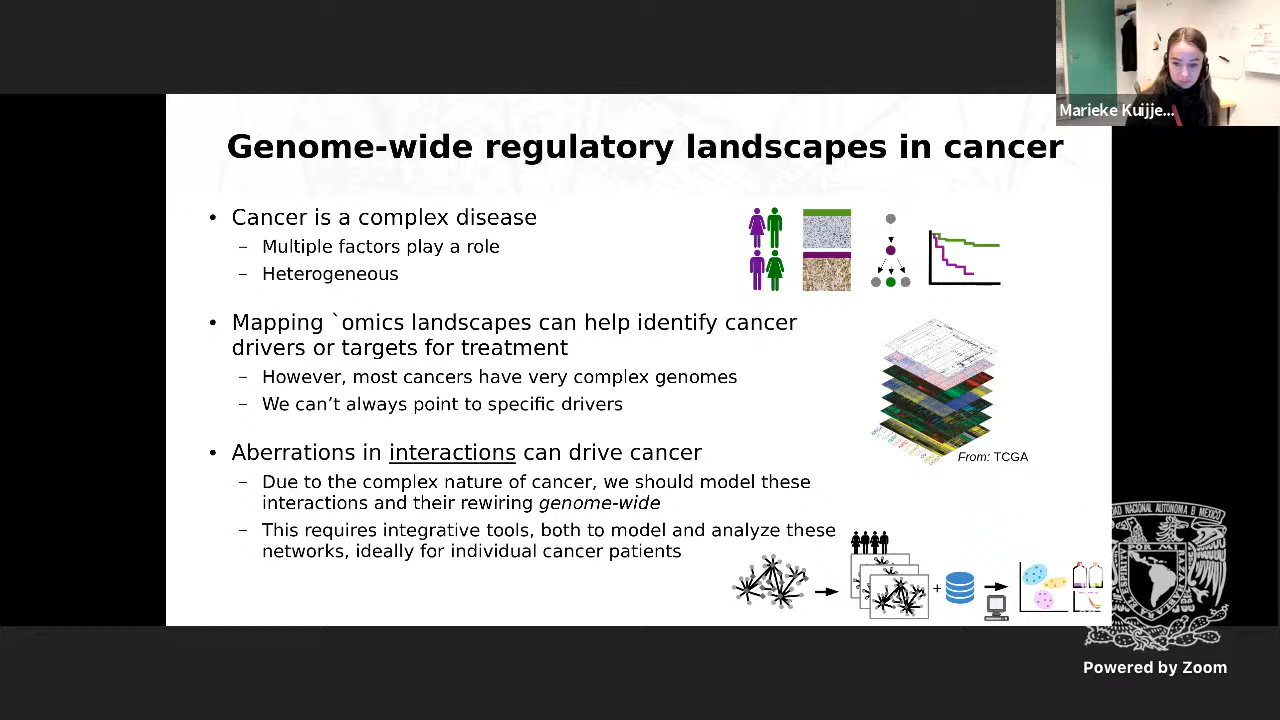 Marieke Kuijje...
Genome-wide regulatory landscapes in cancer
• Cancer is a complex disease
– Multiple factors play a role
– Heterogeneous
• Mapping `omics landscapes can help identify cancer
drivers or targets for treatment
– However, most cancers have very complex genomes
– We can’t always point to specific drivers
From: TCGA
• Aberrations in interactions can drive cancer
– Due to the complex nature of cancer, we should model these
interactions and their rewiring genome-wide
– This requires integrative tools, both to model and analyze these
networks, ideally for individual cancer patients
+
Powered by Zoom